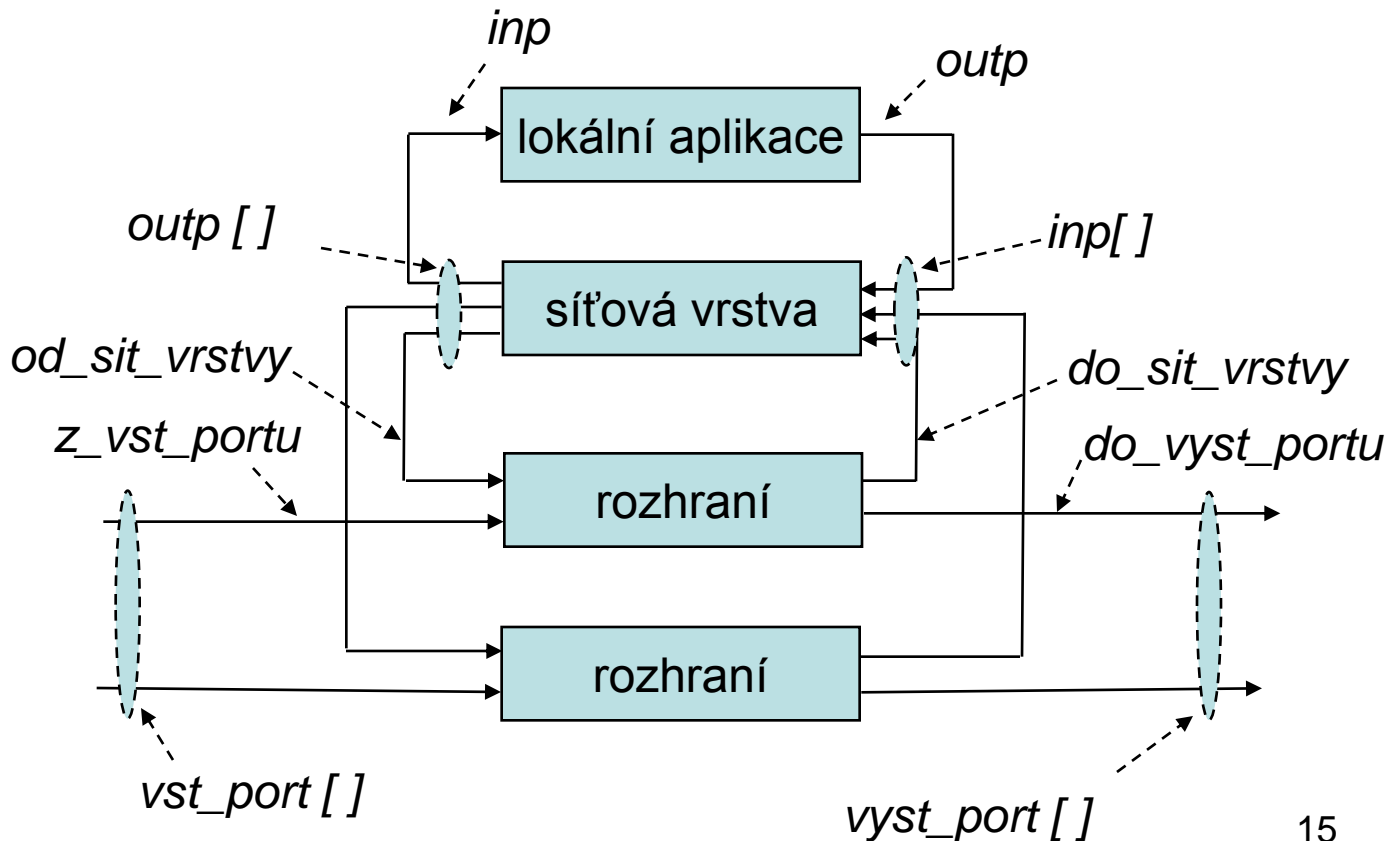 inp
outp
lokální aplikace
outp [ ]
inp[ ]
síťová vrstva
od_sit_vrstvy
do_sit_vrstvy
z_vst_portu
do_vyst_portu
rozhraní
rozhraní
vst_port [ ]
vyst_port [ ]
15